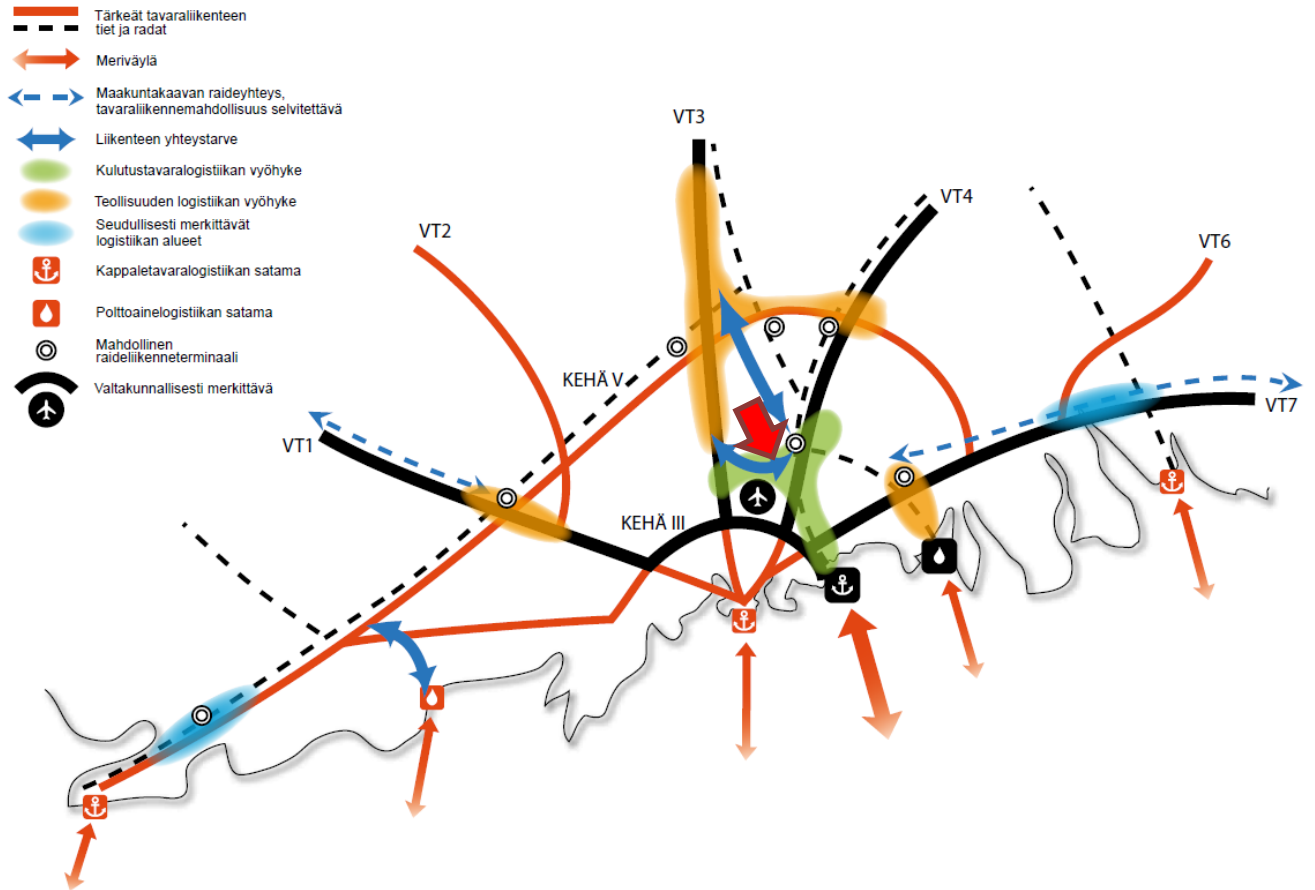 Tärkeät tavaraliikenteen
tiet ja radat
Meriväylä
Maakuntakaavan raideyhteys,
tavaraliikennemahdollisuus selvitettävä
Liikenteen yhteystarve
Kulutustavaralogistiikan vyöhyke
Teollisuuden logistiikan vyöhyke
Seudullisesti merkittävät
logistiikan alueet
Kappaletavaralogistiikan satama
Polttoainelogistiikan satama
Mahdollinen
raideliikenneterminaali
Valtakunnallisesti merkittävä
VT3
VT4
VT2
VT6
KEHÄ V
VT7
VT1
KEHÄ III